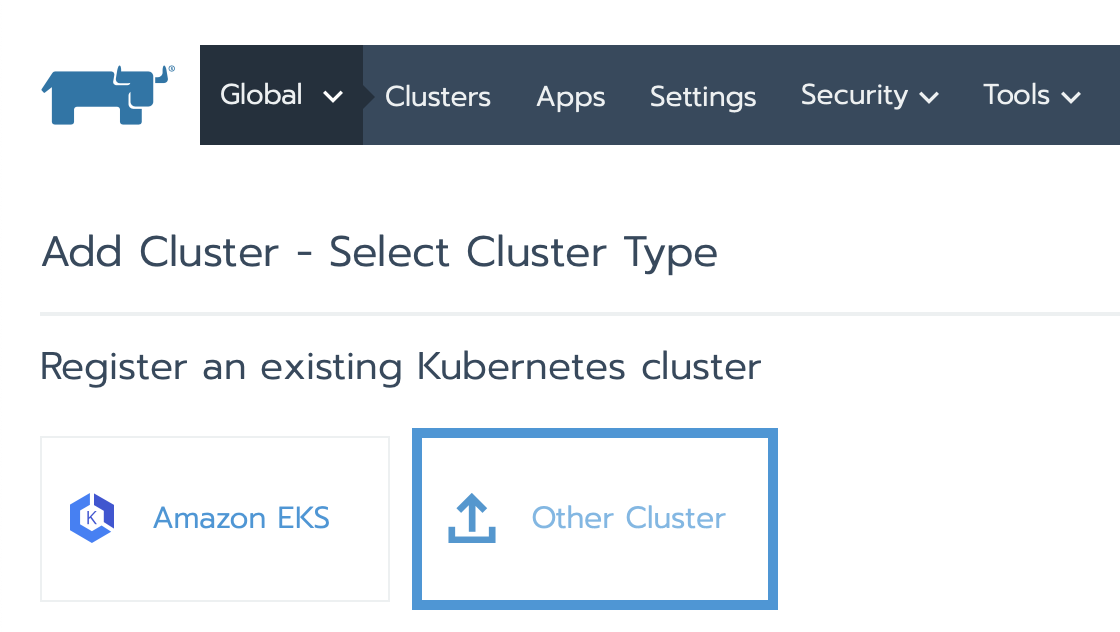 Global Clusters Apps Settings Security Tools
Add Cluster - Select Cluster Type
Register an existing Kubernetes cluster
K Amazon EKS Other Cluster